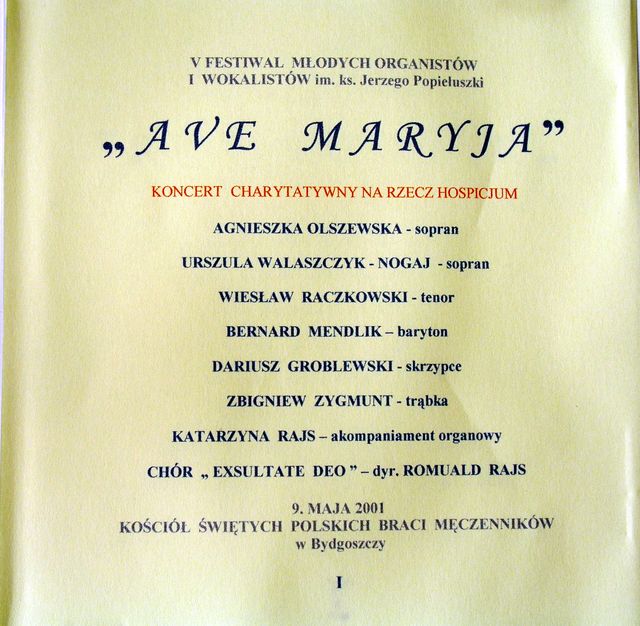 V FESTIWAL MŁODYCH ORGANISTÓW
I WOKALISTÓW im. ks. Jerzego Popiełuszki
„AVE MARYJA”
KONCERT CHARYTATYWNY NA RZECZ HOSPICJUM
AGNIESZKA OLSZEWSKA - sopran
URSZULA WALASZCZYK - NOGAJ - sopran
WIESŁAW RACZKOWSKI - tenor
BERNARD MENDLIK – baryton
DARIUSZ GROBLEWSKI - skrzypce
ZBIGNIEW ZYGMUNT - trąbka
KATARZYNA RAJS – akompaniament organowy
CHÓR „ EXSULTATE DEO ” – dyr. ROMUALD RAJS
9. MAJA 2001
KOŚCIÓŁ ŚWIĘTYCH POLSKICH BRACI MĘCZENNIKÓW
w Bydgoszczy
I